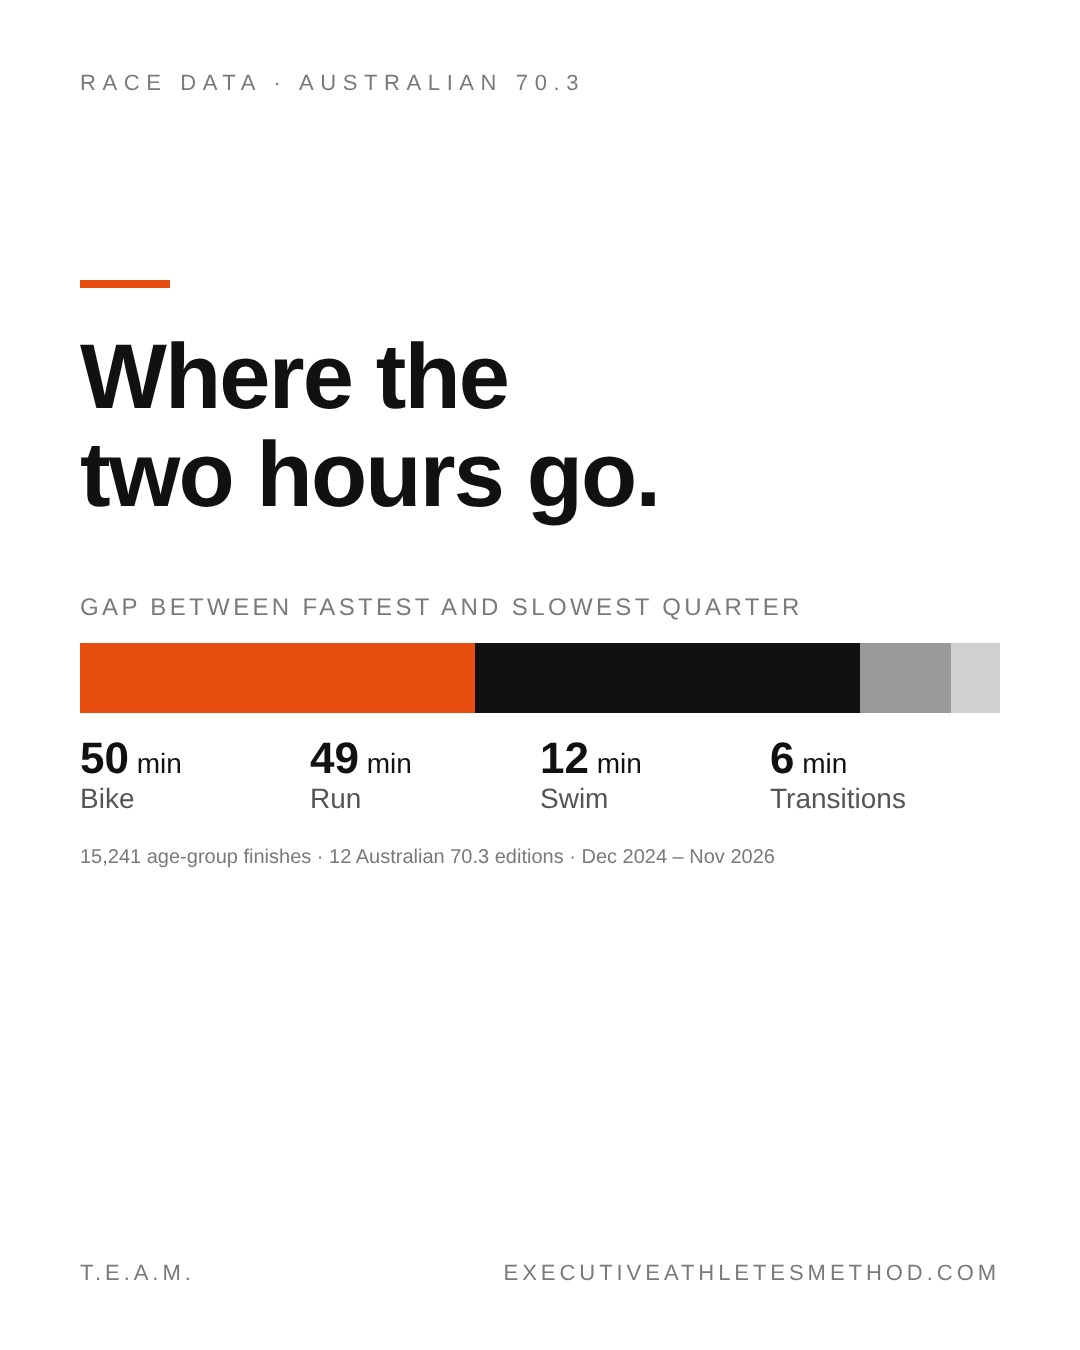 RACE DATA · AUSTRALIAN 70.3
Where the
two hours go.
GAP BETWEEN FASTEST AND SLOWEST QUARTER
50 min
Bike
49 min
Run
12 min
Swim
6 min
Transitions
15,241 age-group finishes · 12 Australian 70.3 editions · Dec 2024 – Nov 2026
T.E.A.M.
EXECUTIVEATHLETESMETHOD.COM